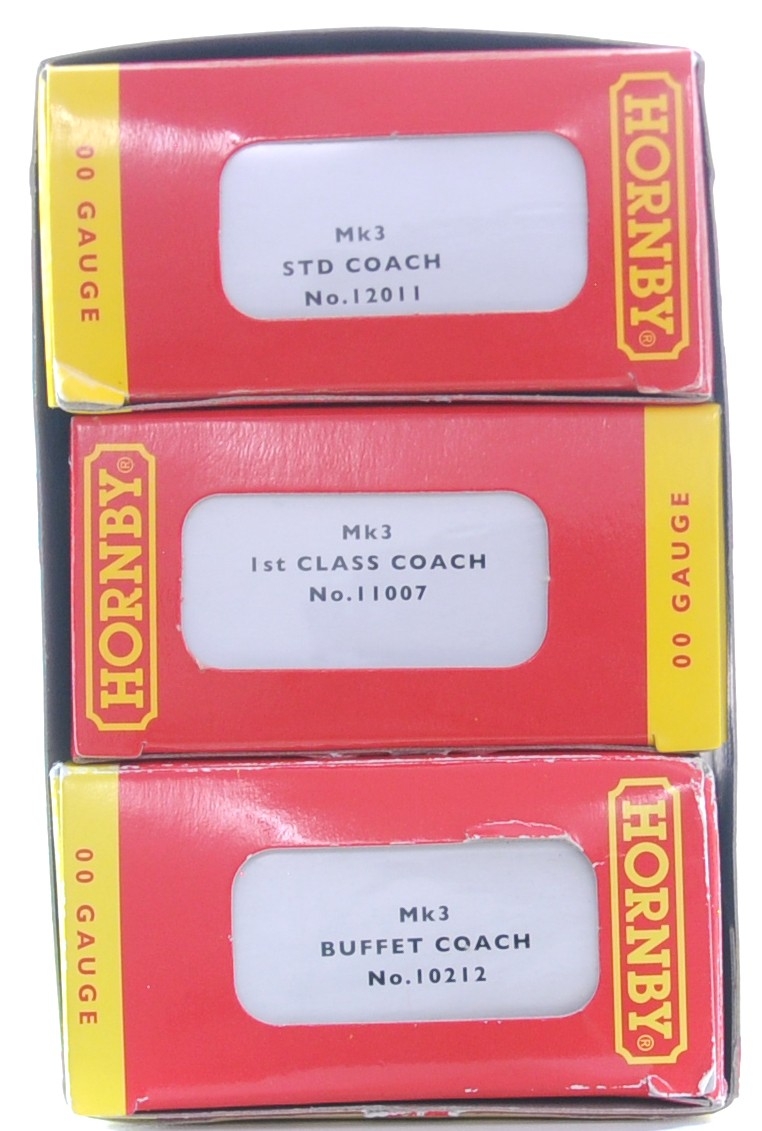 00 GAUGE
Mk3
STD COACH
No.12011
HORNBY®
HORNBY®
Mk3
1st CLASS COACH
No.11007
00 GAUGE
00 GAUGE
Mk3
BUFFET COACH
No.10212
HORNBY®